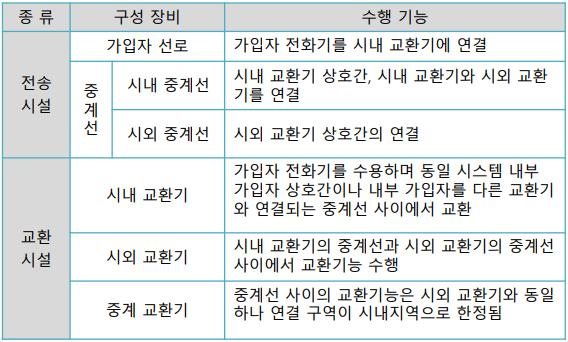 종 류
구성 장비
수행 기능
전송
시설
가입자 선로
가입자 전화기를 시내 교환기에 연결
중
계
선
시내 중계선
시내 교환기 상호간, 시내 교환기와 시외 교환
기를 연결
시외 중계선
시외 교환기 상호간의 연결
교환
시설
시내 교환기
가입자 전화기를 수용하며 동일 시스템 내부
가입자 상호간이나 내부 가입자를 다른 교환기
와 연결되는 중계선 사이에서 교환
시외 교환기
시내 교환기의 중계선과 시외 교환기의 중계선
사이에서 교환기능 수행
중계 교환기
중계선 사이의 교환기능은 시외 교환기와 동일
하나 연결 구역이 시내지역으로 한정됨